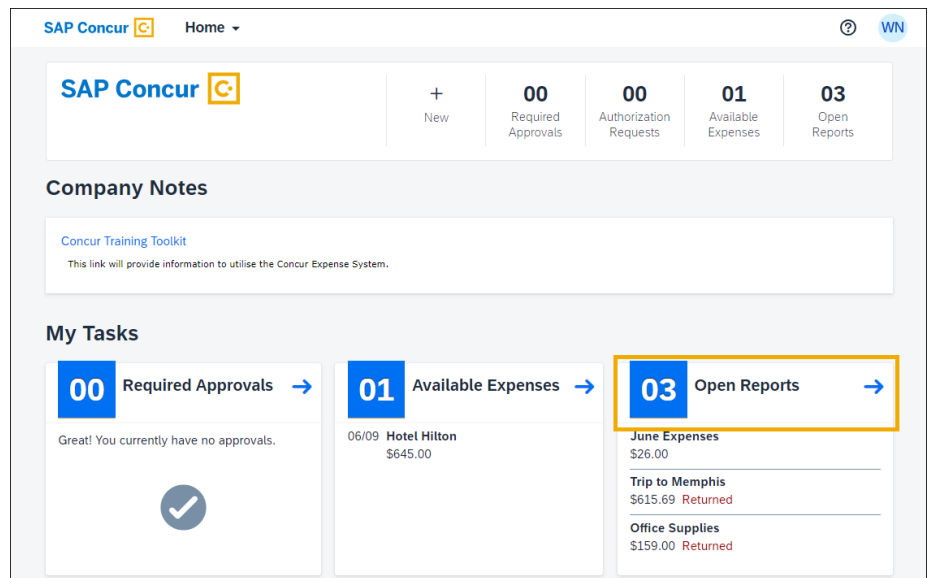 SAP Concur C Home
WN
SAP Concur C
+
New
00
Required
Approvals
00
Authorization
Requests
01
Available
Expenses
03
Open
Reports
Company Notes
Concur Training Toolkit
This link will provide information to utilise the Concur Expense System.
My Tasks
00 Required Approvals
Great! You currently have no approvals.
01 Available Expenses
06/09 Hotel Hilton
$645.00
03 Open Reports
June Expenses
$26.00
Trip to Memphis
$615.69 Returned
Office Supplies
$159.00 Returned